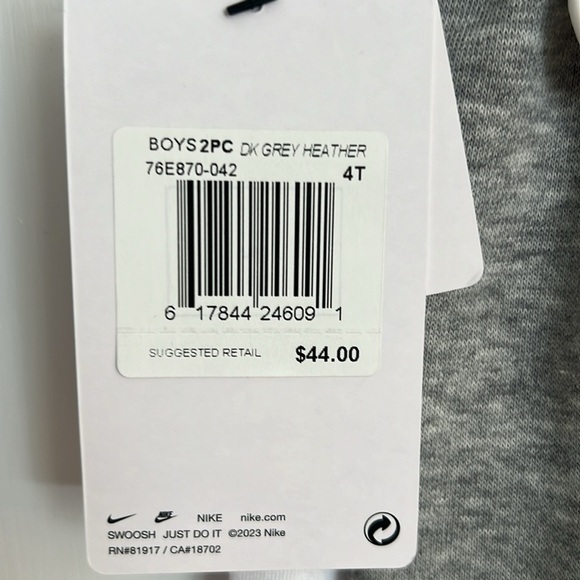 BOYS 2PC DK GREY HEATHER
76E870-042 4T
6 17844 24609 1
SUGGESTED RETAIL $44.00
NIKE NIKE nike.com
SWOOSH JUST DO IT ©2023 Nike
RN#81917 / CA#18702